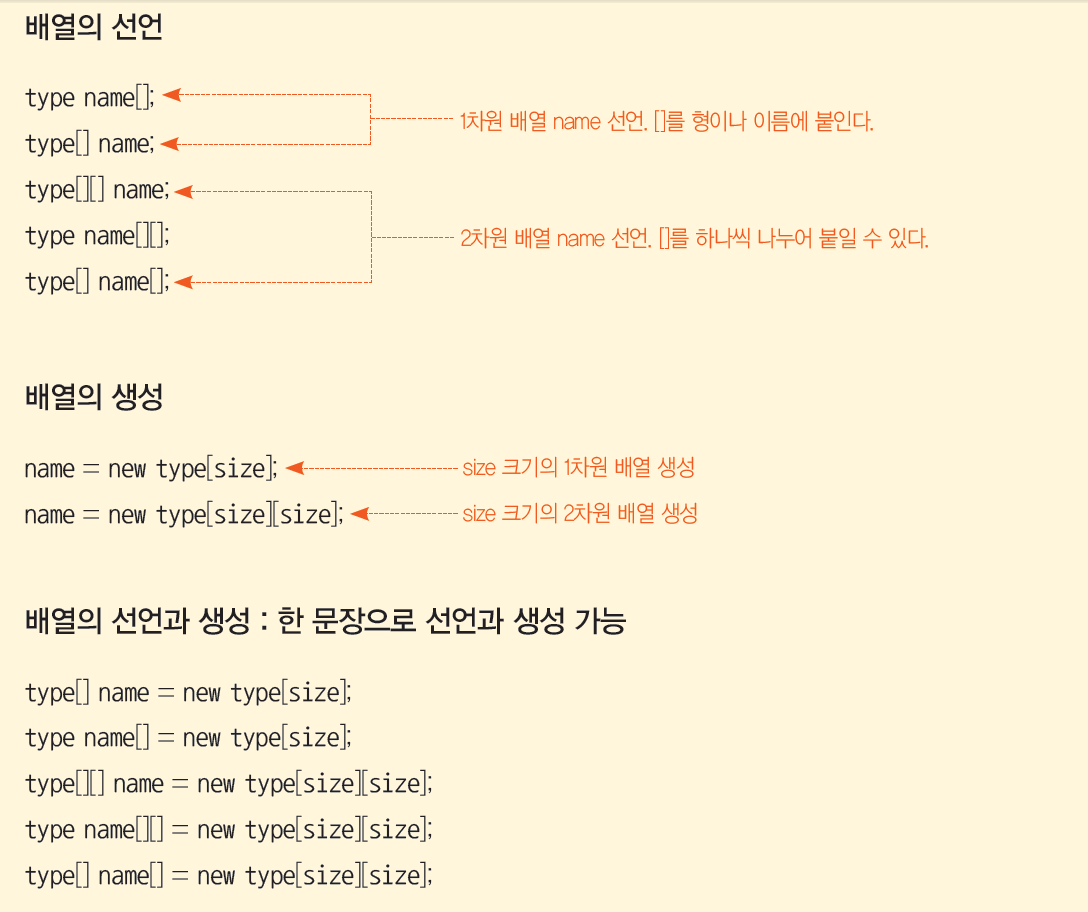 배열의 선언
type name[];
type[] name;
1차원 배열 name 선언. []를 형이나 이름에 붙인다.
type[][] name;
type name[][];
type[] name[];
2차원 배열 name 선언. []를 하나씩 나누어 붙일 수 있다.
배열의 생성
name = new type[size];
size 크기의 1차원 배열 생성
name = new type[size][size];
size 크기의 2차원 배열 생성
배열의 선언과 생성 : 한 문장으로 선언과 생성 가능
type[] name = new type[size];
type name[] = new type[size];
type[][] name = new type[size][size];
type name[][] = new type[size][size];
type[] name[] = new type[size][size];